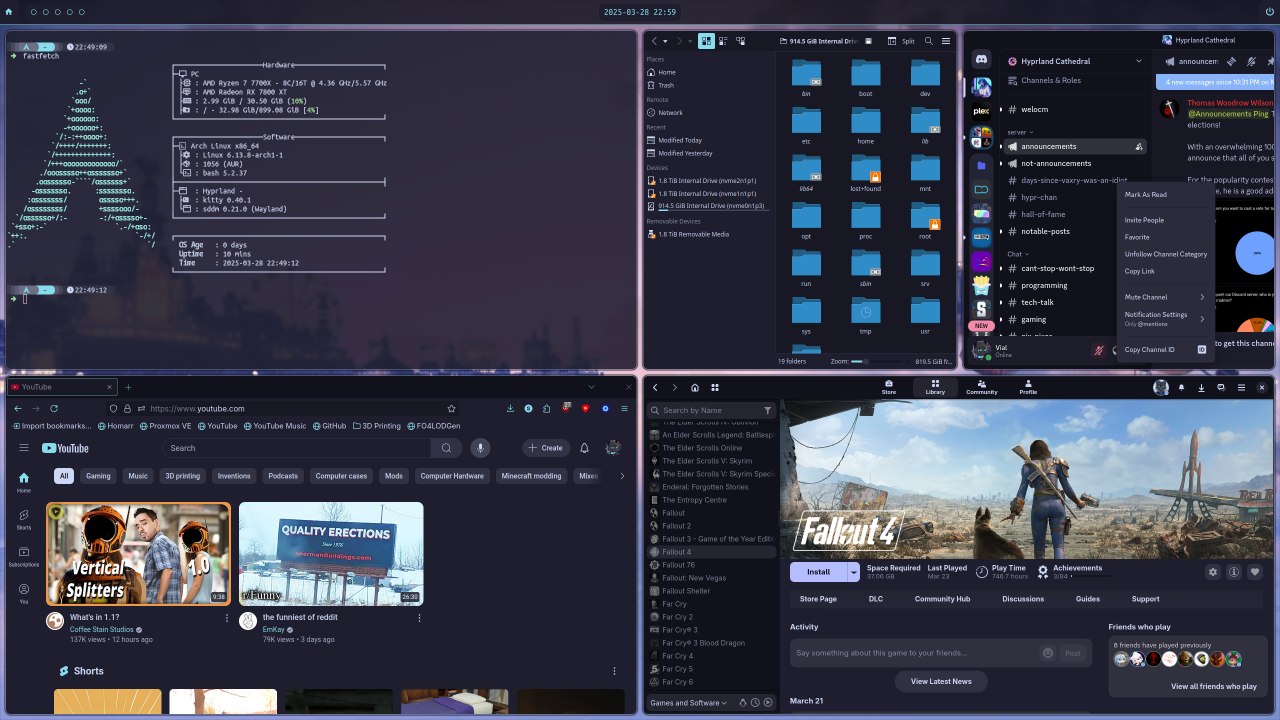 2025-03-28 22:59
~ 22:49:09
fastfetch
Hardware
PC
: AMD Ryzen 7 7700X - 8C/16T @ 4.36 GHz/5.57 GHz
: AMD Radeon RX 7800 XT
: 2.99 GiB / 30.50 GiB (10%)
: / - 32.98 GiB/899.08 GiB [4%]
Software
Arch Linux x86_64
: Linux 6.13.8-arch1-1
: 1056 (AUR)
: bash 5.2.37
: Hyprland -
: kitty 0.40.1
: sddm 0.21.0 (Wayland)
OS Age : 0 days
Uptime : 10 mins
Time : 2025-03-28 22:49:12
~ 22:49:12
914.5 GiB Internal Driv
Split
Places
Home
Trash
Remote
Network
Recent
Modified Today
Modified Yesterday
Devices
1.8 TiB Internal Drive (nvme2n1p1)
1.8 TiB Internal Drive (nvme1n1p1)
914.5 GiB Internal Drive (nvme0n1p3)
Removable Devices
1.8 TiB Removable Media
bin boot dev
etc home lib
lib64 lost+found mnt
opt proc root
run sbin srv
sys tmp usr
19 folders
Zoom:
819.5 GiB fr...
Hyprland Cathedral
Hyprland Cathedral
Channels & Roles
welocm
server
announcements
not-announcements
days-since-vaxry-was-an-idiot
hypr-chan
hall-of-fame
notable-posts
Chat
cant-stop-wont-stop
programming
tech-talk
gaming
plex
NEW
Vial
Online
announcem
4 new messages since 10:31 PM on M
Thomas Woodrow Wilson
@Announcements Ping
elections!
With an overwhelming 100
announce that all of you s
For the popularity contes
, he is a good ad
to get this channe
Mark As Read
Invite People
Favorite
Unfollow Channel Category
Copy Link
Mute Channel
Notification Settings
Only @mentions
Copy Channel ID
ID
YouTube
https://www.youtube.com
Import bookmarks...
Homarr
Proxmox VE
YouTube
YouTube Music
GitHub
3D Printing
FO4LODGen
YouTube
Search
Create
Home
Shorts
Subscriptions
You
All
Gaming
Music
3D printing
Inventions
Podcasts
Computer cases
Mods
Computer Hardware
Minecraft modding
Mixes
Vertical
Splitters
1.0
9:38
QUALITY ERECTIONS
Since 1976
ShermanBuildings.com
r/Funny
26:30
What's in 1.1?
Coffee Stain Studios
137K views • 12 hours ago
the funniest of reddit
EmKay
79K views • 3 days ago
Shorts
Store
Library
Community
Profile
Search by Name
The Elder Scrolls IV: Oblivion
An Elder Scrolls Legend: Battlesp
The Elder Scrolls Online
The Elder Scrolls V: Skyrim
The Elder Scrolls V: Skyrim Speci
Enderal: Forgotten Stories
The Entropy Centre
Fallout
Fallout 2
Fallout 3 - Game of the Year Editi
Fallout 4
Fallout 76
Fallout: New Vegas
Fallout Shelter
Far Cry
Far Cry 2
Far Cry® 3
Far Cry® 3 Blood Dragon
Far Cry 4
Far Cry 5
Far Cry 6
Games and Software
Fallout 4
Install
Space Required
37.06 GB
Last Played
Mar 23
Play Time
746.7 hours
Achievements
3/84
Store Page
DLC
Community Hub
Discussions
Guides
Support
Activity
Say something about this game to your friends...
Post
View Latest News
March 21
Friends who play
8 friends have played previously
View all friends who play